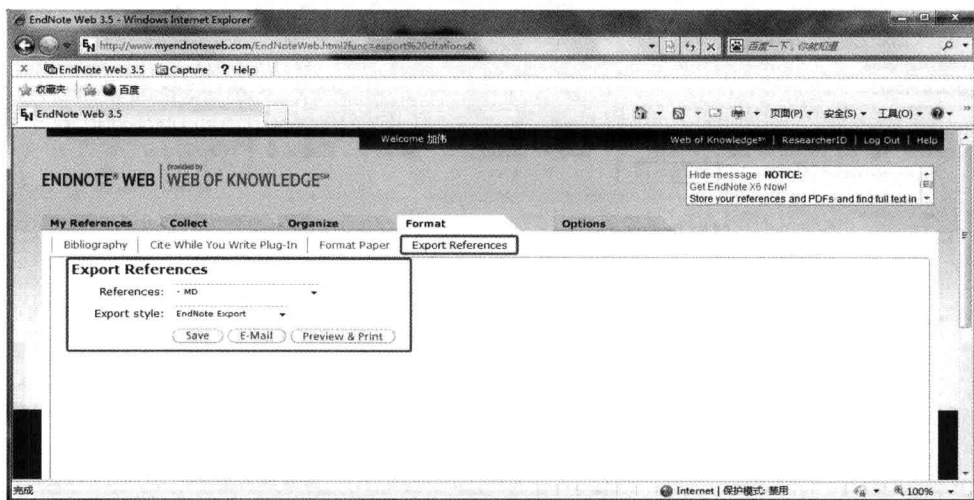 EndNote Web 3.5 - Windows Internet Explorer
http://www.myendnoteweb.com/EndNoteWeb.html?func=export%20citations&
百度一下，你就知道
x EndNote Web 3.5 Capture ? Help
收藏夹 百度
EndNote Web 3.5
页面(P) 安全(S) 工具(O)
Welcome 加伟
Web of Knowledge℠ | ResearcherID | Log Out | Help
ENDNOTE® WEB
provided by
WEB OF KNOWLEDGE℠
Hide message NOTICE:
Get EndNote X6 Now!
Store your references and PDFs and find full text in
My References Collect Organize Format Options
Bibliography | Cite While You Write Plug-In | Format Paper | Export References
Export References
References: - MD
Export style: EndNote Export
Save E-Mail Preview & Print
完成
Internet | 保护模式: 禁用
100%